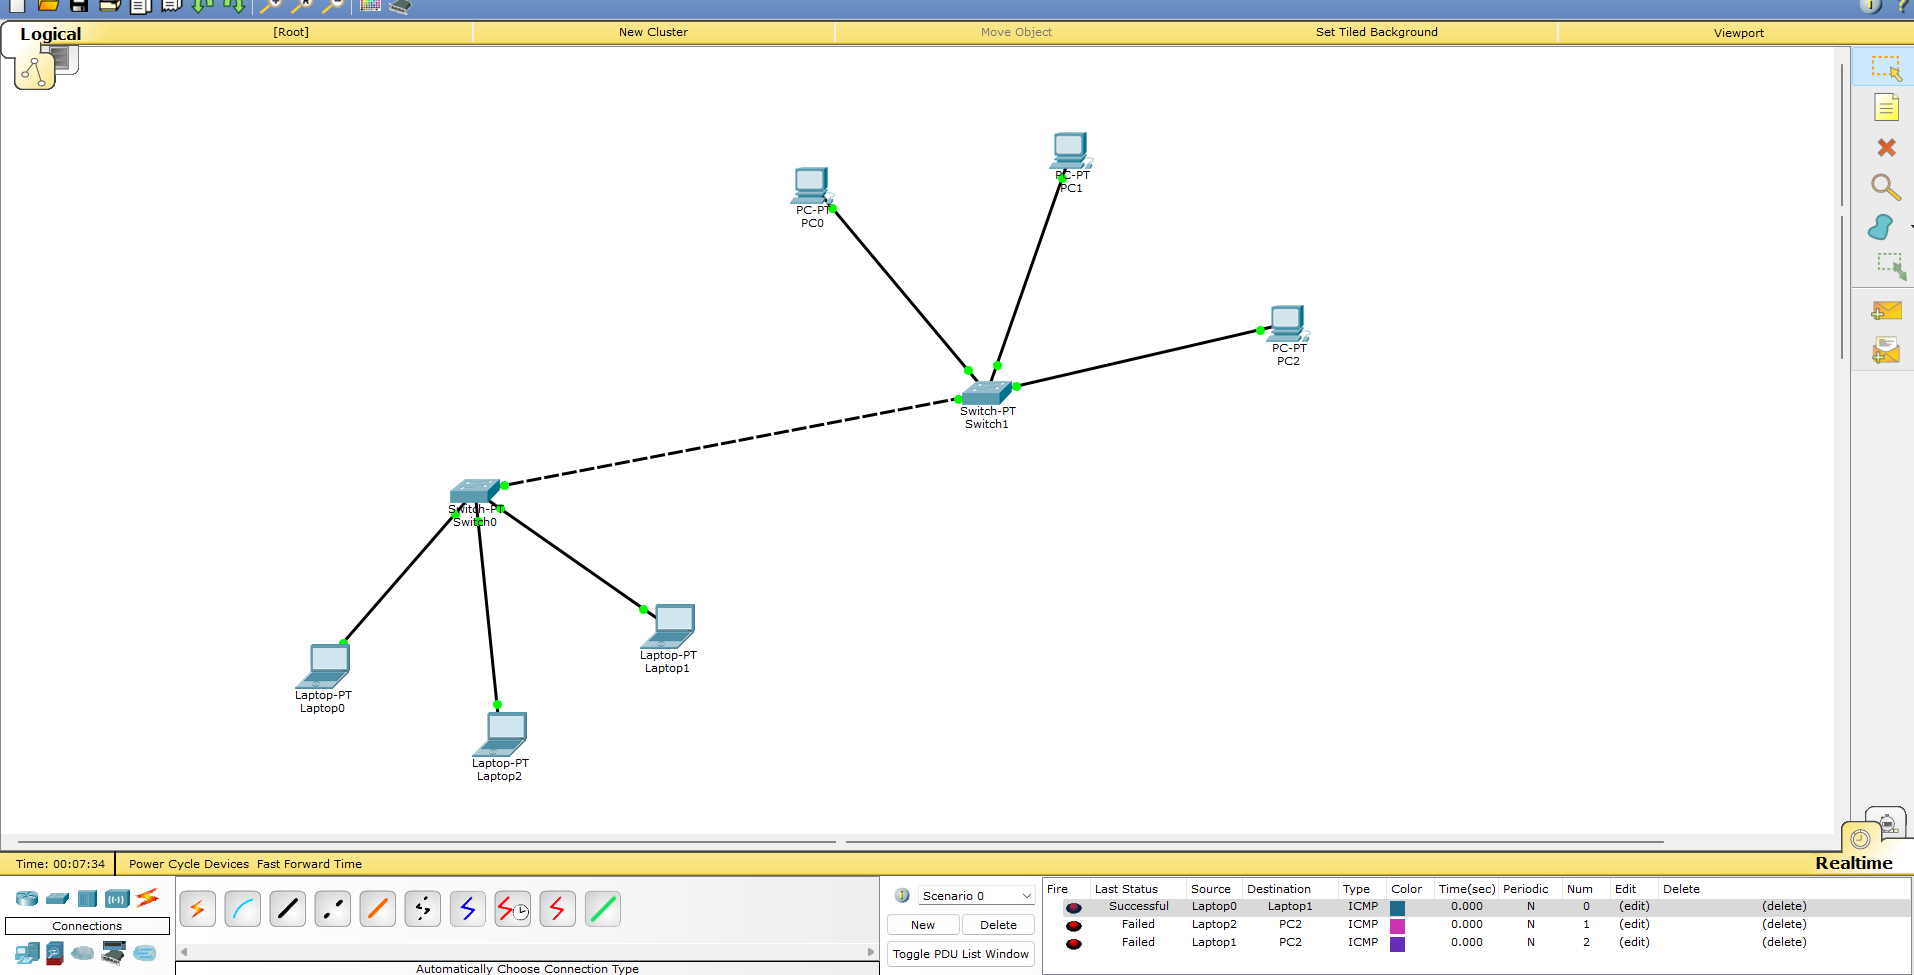 Logical
[Root]
New Cluster
Move Object
Set Tiled Background
Viewport
PC-PT
PC1
PC-PT
PC0
PC-PT
PC2
Switch-PT
Switch1
Switch-PT
Switch0
Laptop-PT
Laptop1
Laptop-PT
Laptop0
Laptop-PT
Laptop2
Time: 00:07:34 Power Cycle Devices Fast Forward Time
Realtime
Connections
Automatically Choose Connection Type
Scenario 0
New Delete
Toggle PDU List Window
Fire Last Status Source Destination Type Color Time(sec) Periodic Num Edit Delete
Successful Laptop0 Laptop1 ICMP 0.000 N 0 (edit) (delete)
Failed Laptop2 PC2 ICMP 0.000 N 1 (edit) (delete)
Failed Laptop1 PC2 ICMP 0.000 N 2 (edit) (delete)